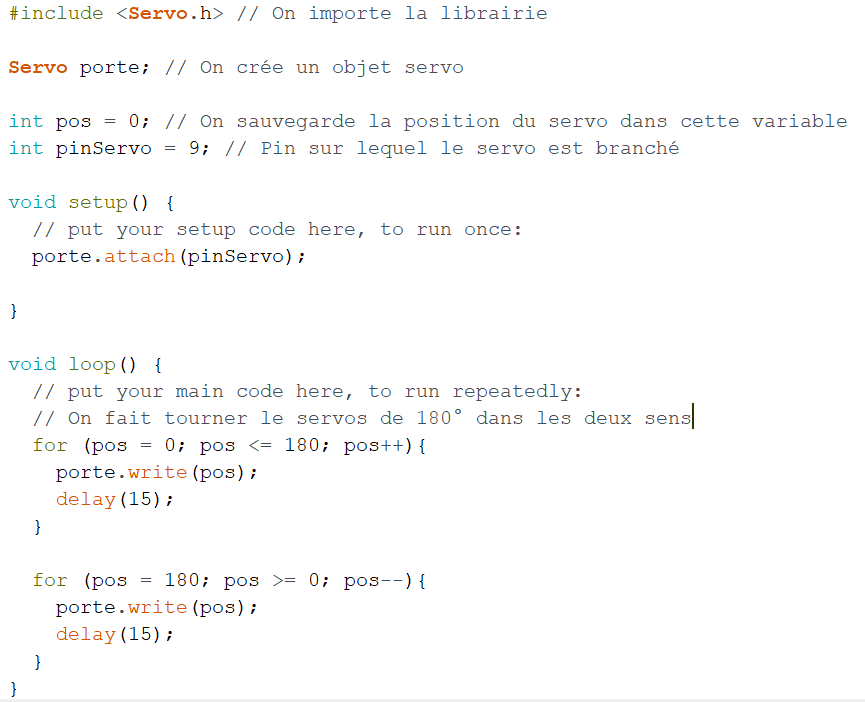 #include <Servo.h> // On importe la librairie
Servo porte; // On crée un objet servo
int pos = 0; // On sauvegarde la position du servo dans cette variable
int pinServo = 9; // Pin sur lequel le servo est branché
void setup() {
  // put your setup code here, to run once:
  porte.attach(pinServo);
}
void loop() {
  // put your main code here, to run repeatedly:
  // On fait tourner le servos de 180° dans les deux sens
  for (pos = 0; pos <= 180; pos++){
    porte.write(pos);
    delay(15);
  }
  for (pos = 180; pos >= 0; pos--){
    porte.write(pos);
    delay(15);
  }
}